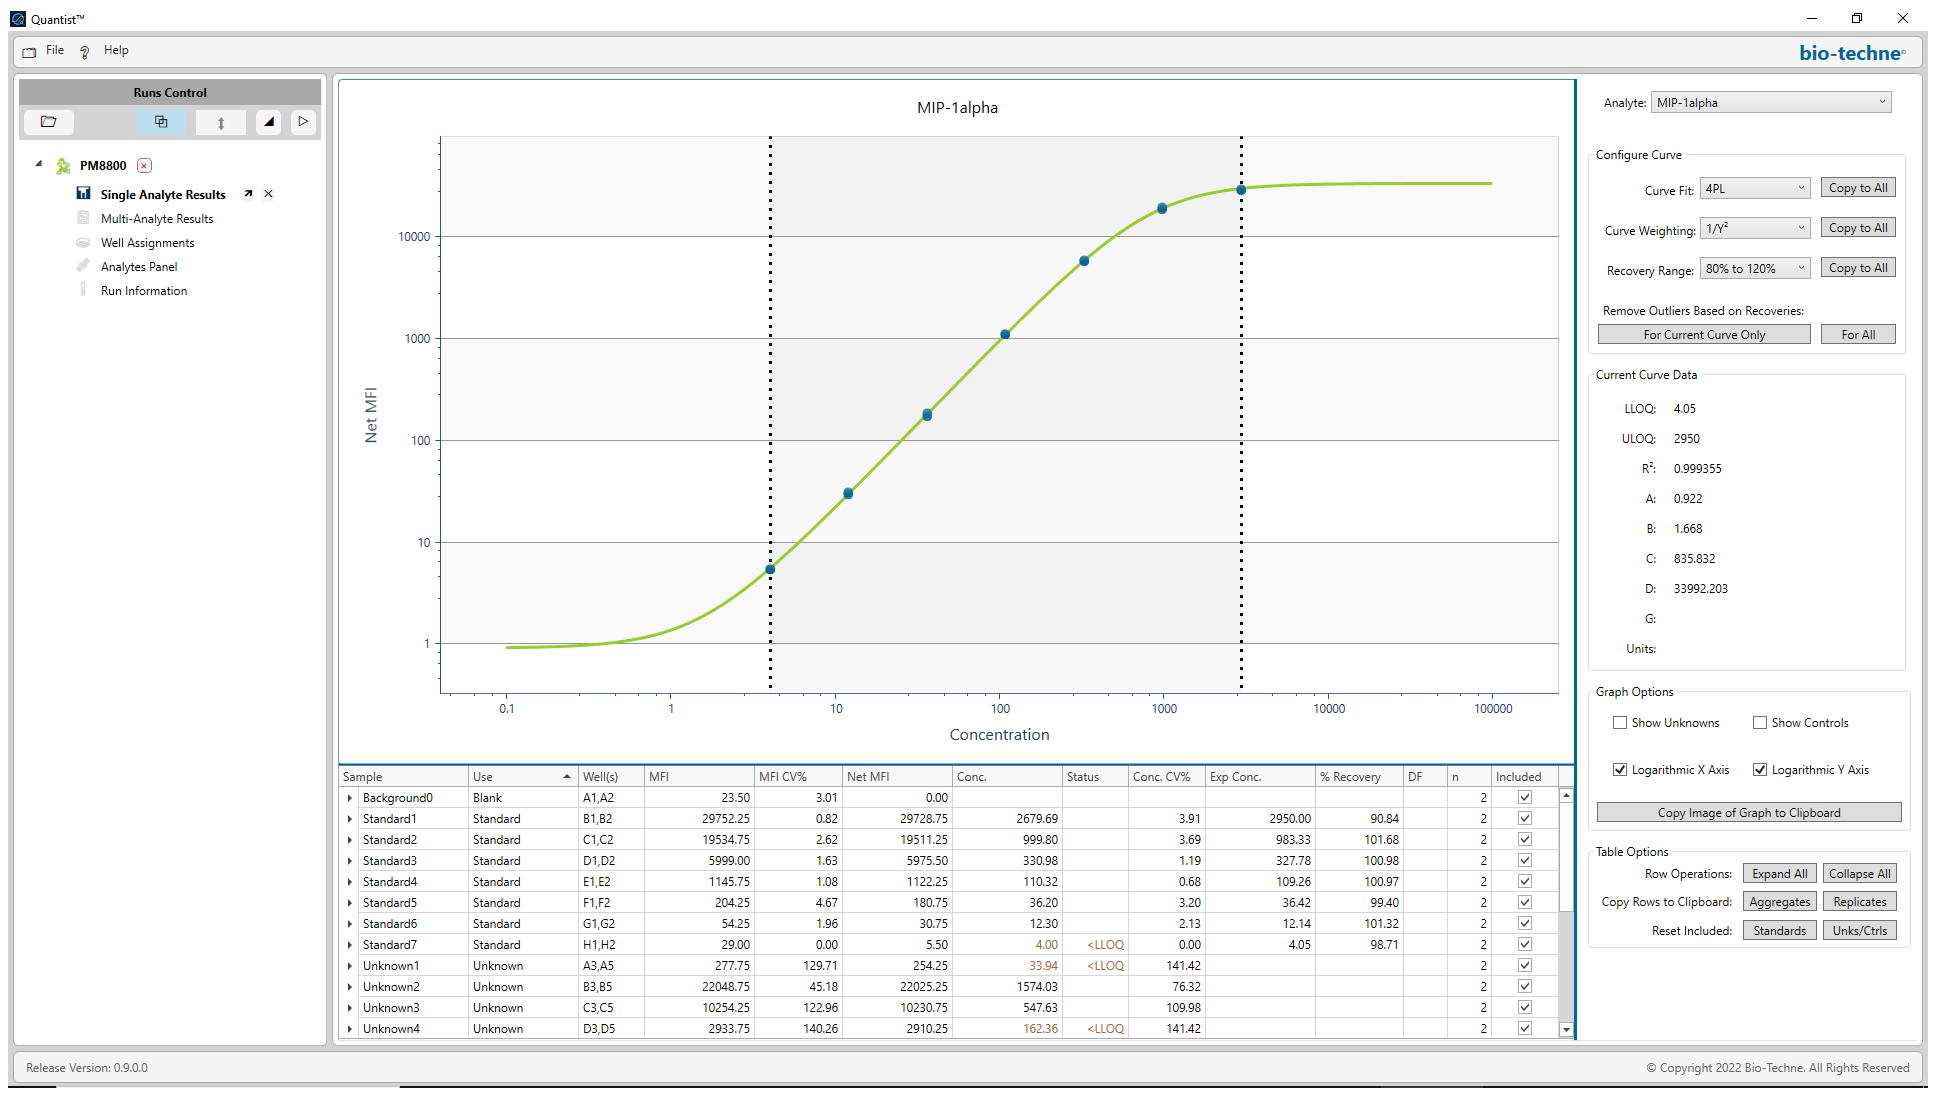 Quantist™
File Help
bio-techne
Runs Control
PM8800
Single Analyte Results
Multi-Analyte Results
Well Assignments
Analytes Panel
Run Information
MIP-1alpha
Net MFI
10000
1000
100
10
1
0.1 1 10 100 1000 10000 100000
Concentration
Sample Use Well(s) MFI MFI CV% Net MFI Conc. Status Conc. CV% Exp Conc. % Recovery DF n Included
Background0 Blank A1,A2 23.50 3.01 0.00 2
Standard1 Standard B1,B2 29752.25 0.82 29728.75 2679.69 3.91 2950.00 90.84 2
Standard2 Standard C1,C2 19534.75 2.62 19511.25 999.80 3.69 983.33 101.68 2
Standard3 Standard D1,D2 5999.00 1.63 5975.50 330.98 1.19 327.78 100.98 2
Standard4 Standard E1,E2 1145.75 1.08 1122.25 110.32 0.68 109.26 100.97 2
Standard5 Standard F1,F2 204.25 4.67 180.75 36.20 3.20 36.42 99.40 2
Standard6 Standard G1,G2 54.25 1.96 30.75 12.30 2.13 12.14 101.32 2
Standard7 Standard H1,H2 29.00 0.00 5.50 4.00 <LLOQ 0.00 4.05 98.71 2
Unknown1 Unknown A3,A5 277.75 129.71 254.25 33.94 <LLOQ 141.42 2
Unknown2 Unknown B3,B5 22048.75 45.18 22025.25 1574.03 76.32 2
Unknown3 Unknown C3,C5 10254.25 122.96 10230.75 547.63 109.98 2
Unknown4 Unknown D3,D5 2933.75 140.26 2910.25 162.36 <LLOQ 141.42 2
Analyte: MIP-1alpha
Configure Curve
Curve Fit: 4PL Copy to All
Curve Weighting: 1/Y² Copy to All
Recovery Range: 80% to 120% Copy to All
Remove Outliers Based on Recoveries:
For Current Curve Only For All
Current Curve Data
LLOQ: 4.05
ULOQ: 2950
R²: 0.999355
A: 0.922
B: 1.668
C: 835.832
D: 33992.203
G:
Units:
Graph Options
Show Unknowns Show Controls
Logarithmic X Axis Logarithmic Y Axis
Copy Image of Graph to Clipboard
Table Options
Row Operations: Expand All Collapse All
Copy Rows to Clipboard: Aggregates Replicates
Reset Included: Standards Unks/Ctrls
Release Version: 0.9.0.0
© Copyright 2022 Bio-Techne. All Rights Reserved